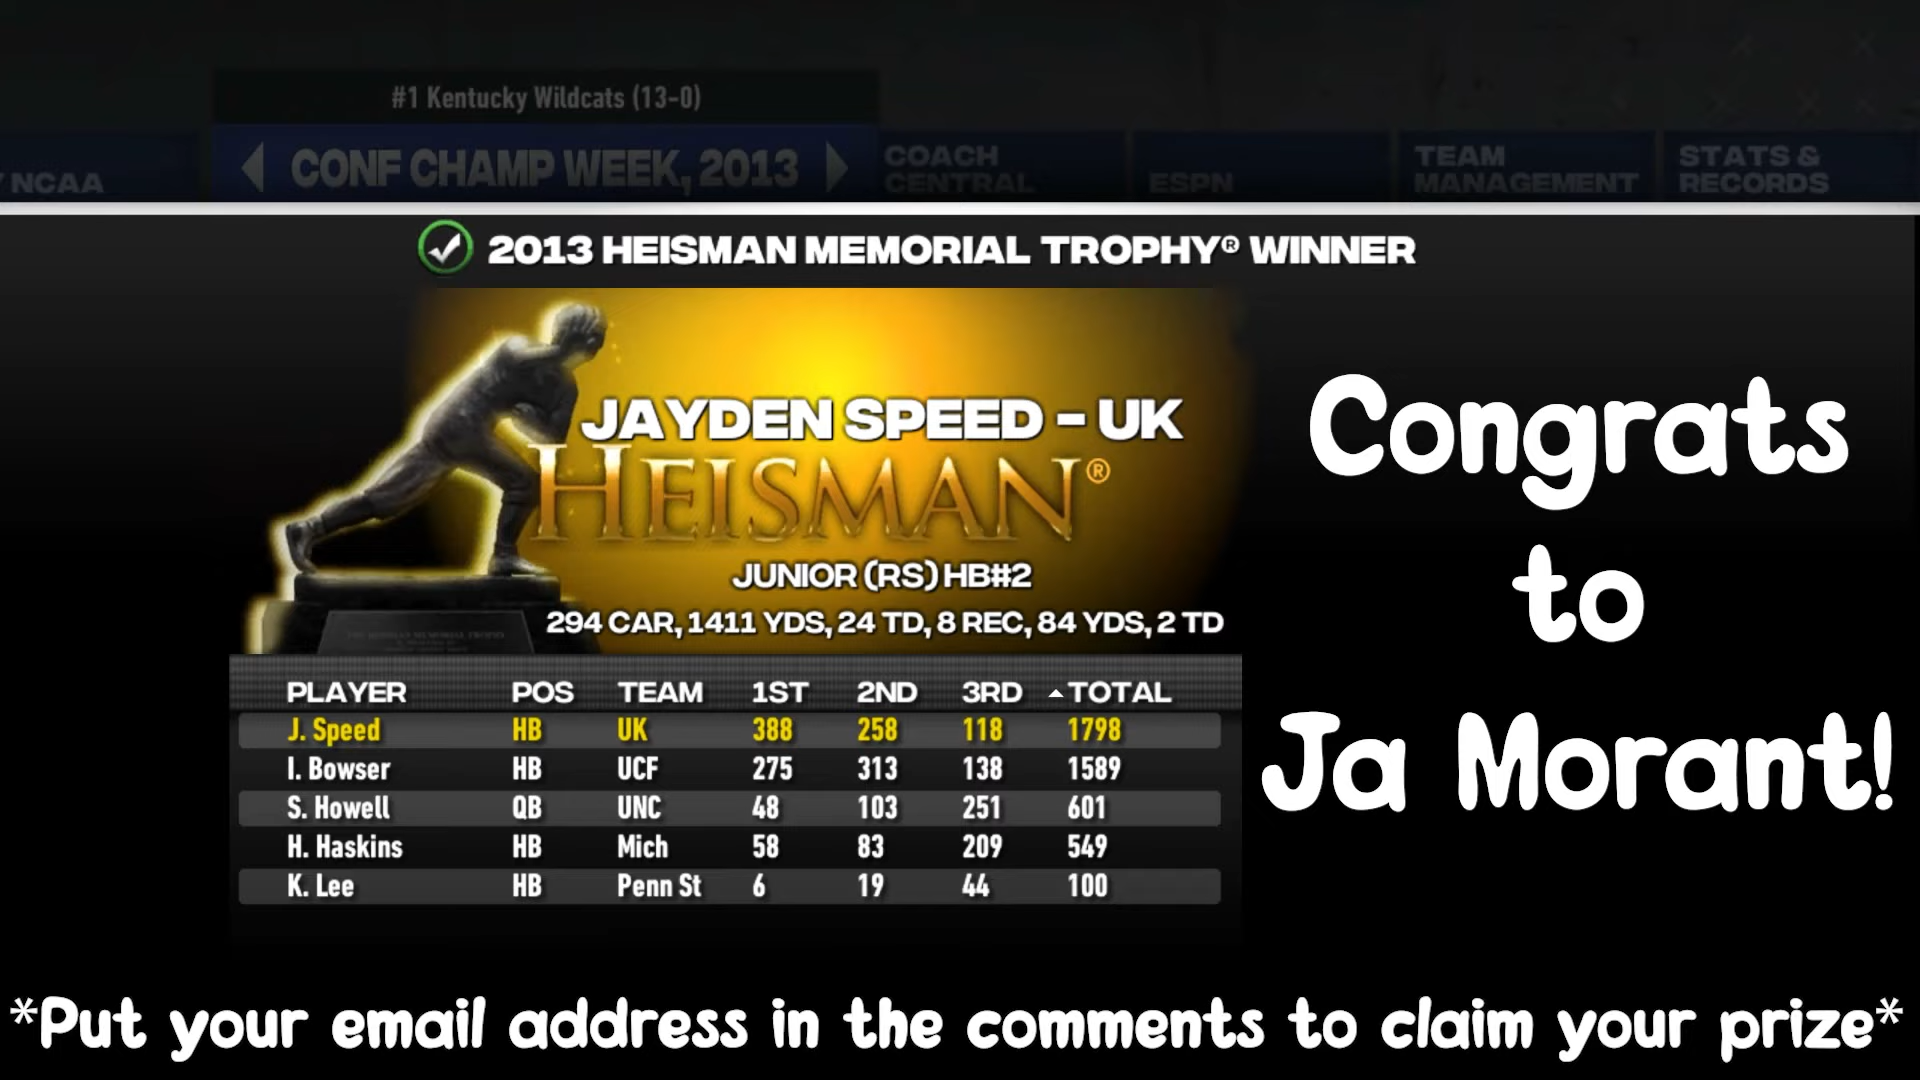 #1 Kentucky Wildcats (13-0)
NCAA
CONF CHAMP WEEK, 2013
COACH CENTRAL
ESPN
TEAM MANAGEMENT
STATS & RECORDS
2013 HEISMAN MEMORIAL TROPHY® WINNER
JAYDEN SPEED - UK
HEISMAN®
JUNIOR (RS) HB#2
294 CAR, 1411 YDS, 24 TD, 8 REC, 84 YDS, 2 TD
PLAYER POS TEAM 1ST 2ND 3RD TOTAL
J. Speed HB UK 388 258 118 1798
I. Bowser HB UCF 275 313 138 1589
S. Howell QB UNC 48 103 251 601
H. Haskins HB Mich 58 83 209 549
K. Lee HB Penn St 6 19 44 100
Congrats
to
Ja Morant!
*Put your email address in the comments to claim your prize*